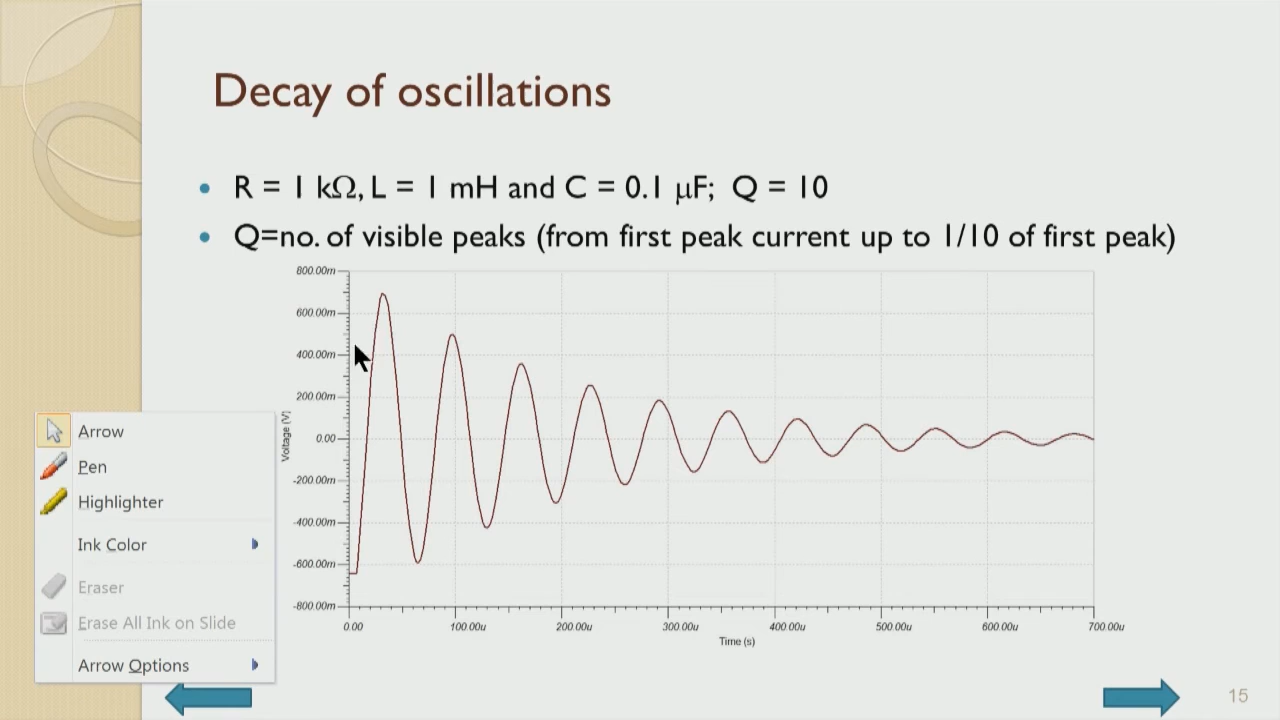 Decay of oscillations
• R = 1 kΩ, L = 1 mH and C = 0.1 μF; Q = 10
• Q=no. of visible peaks (from first peak current up to 1/10 of first peak)
800.00m
600.00m
400.00m
200.00m
0.00
-200.00m
-400.00m
-600.00m
-800.00m
Voltage (V)
0.00 100.00u 200.00u 300.00u 400.00u 500.00u 600.00u 700.00u
Time (s)
Arrow
Pen
Highlighter
Ink Color
Eraser
Erase All Ink on Slide
Arrow Options
15